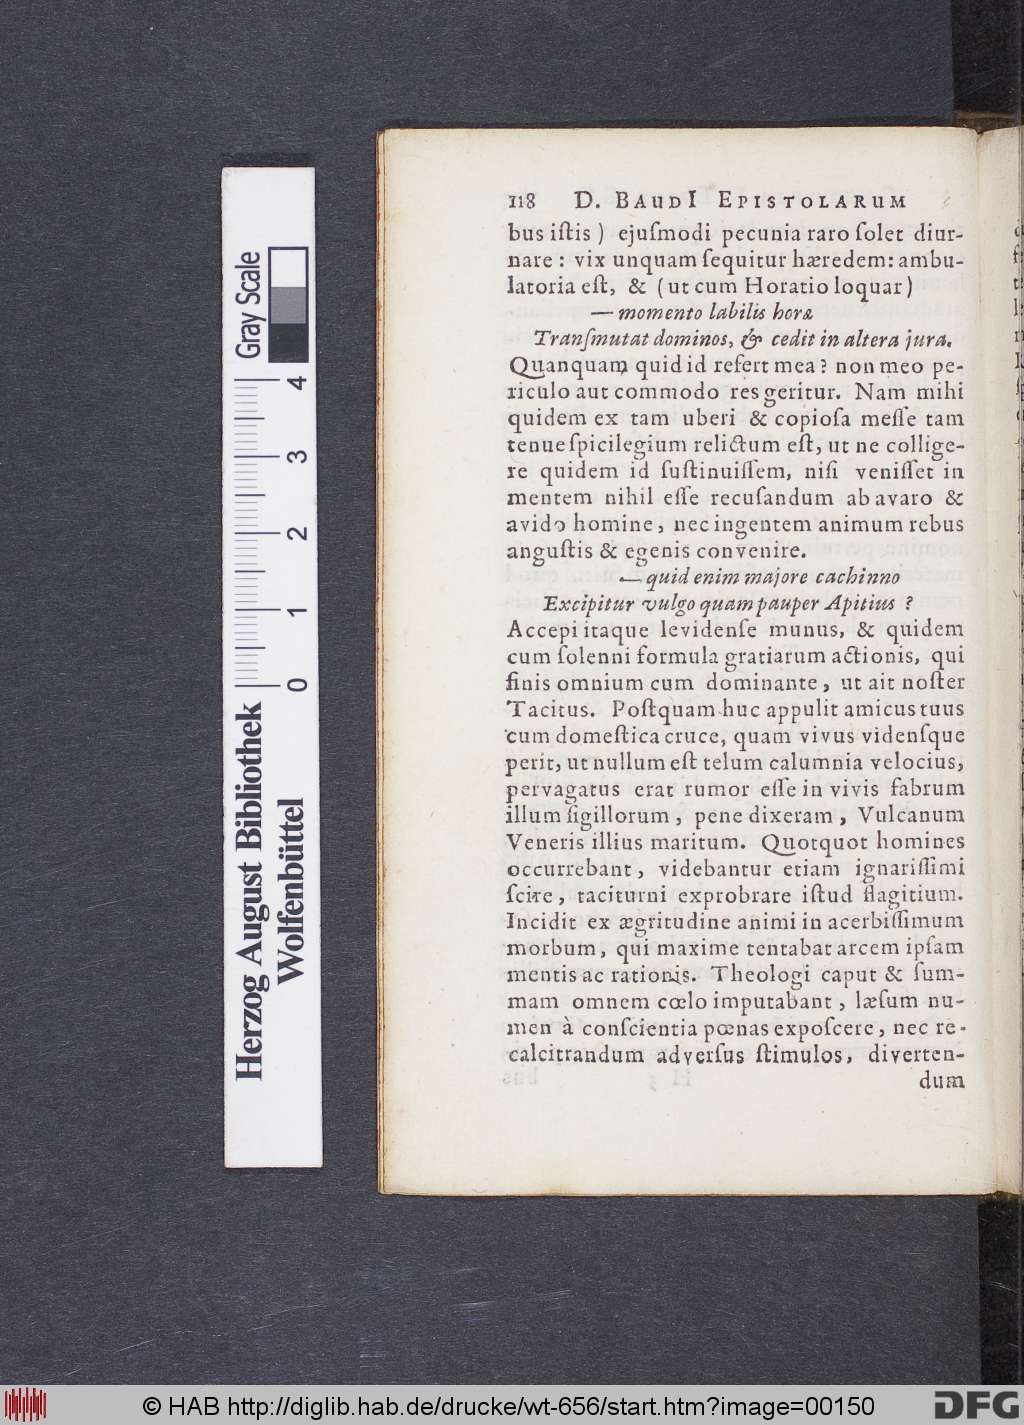 118 D. BAUDI EPISTOLARUM
bus iſtis ) ejuſmodi pecunia raro ſolet diur-
nare : vix unquam ſequitur hæredem: ambu-
latoria eſt, & ( ut cum Horatio loquar )
— momento labilis horæ
Tranſmutat dominos, & cedit in altera jura.
Quanquam quid id refert mea? non meo pe-
riculo aut commodo res geritur. Nam mihi
quidem ex tam uberi & copioſa meſſe tam
tenue ſpicilegium relictum eſt, ut ne collige-
re quidem id ſuſtinuiſſem, niſi veniſſet in
mentem nihil eſſe recuſandum ab avaro &
avido homine, nec ingentem animum rebus
anguſtis & egenis convenire.
— quid enim majore cachinno
Excipitur vulgo quam pauper Apitius ?
Accepi itaque levidenſe munus, & quidem
cum ſolenni formula gratiarum actionis, qui
finis omnium cum dominante, ut ait noſter
Tacitus. Poſtquam huc appulit amicus tuus
cum domeſtica cruce, quam vivus videnſque
perit, ut nullum eſt telum calumnia velocius,
pervagatus erat rumor eſſe in vivis fabrum
illum ſigillorum, pene dixeram, Vulcanum
Veneris illius maritum. Quotquot homines
occurrebant, videbantur etiam ignariſſimi
ſcire, taciturni exprobrare iſtud flagitium.
Incidit ex ægritudine animi in acerbiſſimum
morbum, qui maxime tentabat arcem ipſam
mentis ac rationis. Theologi caput & ſum-
mam omnem cœlo imputabant, læſum nu-
men à conſcientia pœnas expoſcere, nec re-
calcitrandum adverſus ſtimulos, diverten-
dum
Herzog August Bibliothek
Wolfenbüttel
0 1 2 3 4
Gray Scale
© HAB http://diglib.hab.de/drucke/wt-656/start.htm?image=00150
DFG